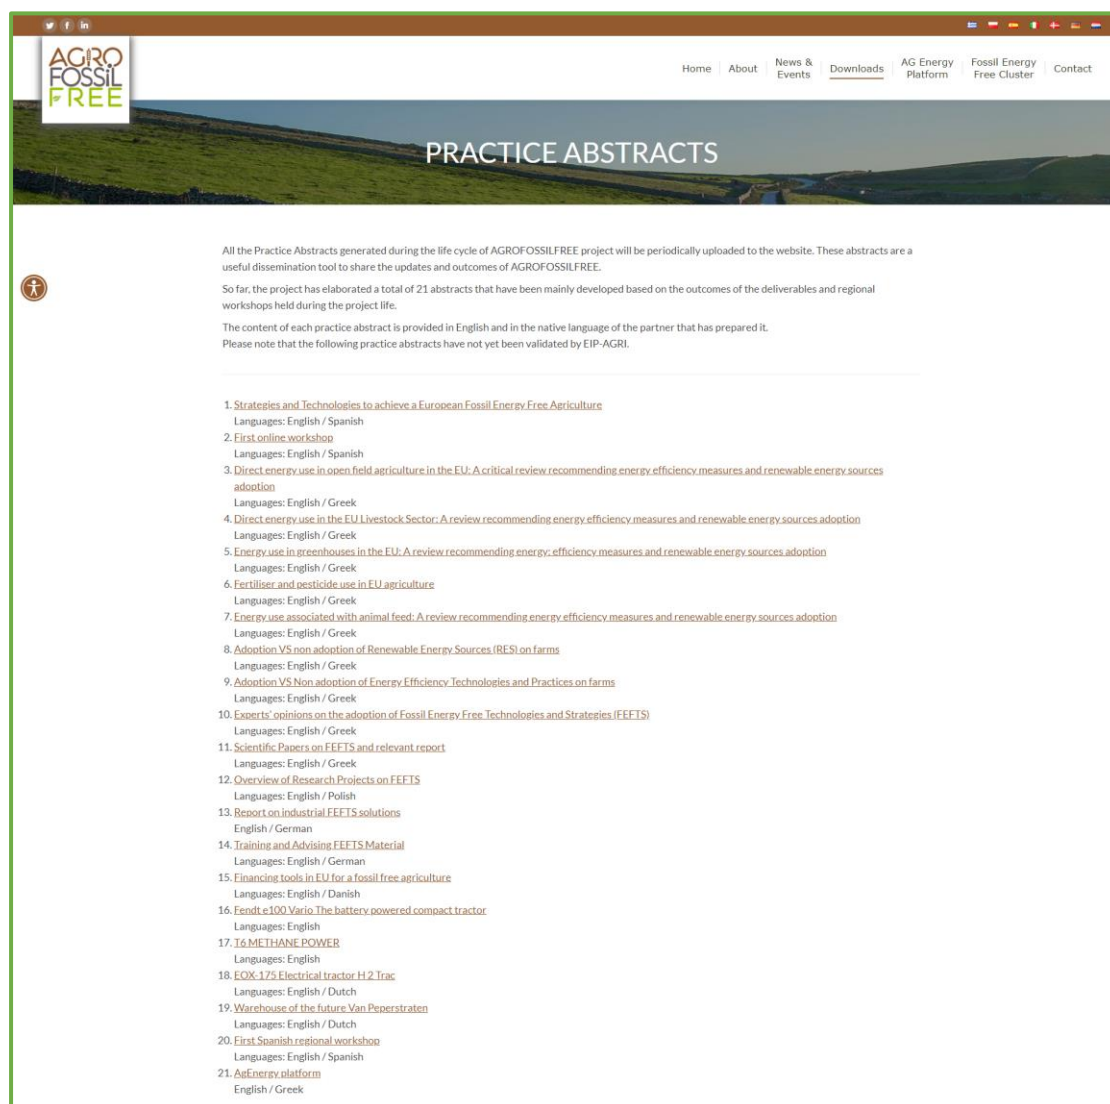 AGRO
FOSSIL
FREE
Home
About
News &
Events
Downloads
AG Energy
Platform
Fossil Energy
Free Cluster
Contact
PRACTICE ABSTRACTS
All the Practice Abstracts generated during the life cycle of AGROFOSSILFREE project will be periodically uploaded to the website. These abstracts are a
useful dissemination tool to share the updates and outcomes of AGROFOSSILFREE.
So far, the project has elaborated a total of 21 abstracts that have been mainly developed based on the outcomes of the deliverables and regional
workshops held during the project life.
The content of each practice abstract is provided in English and in the native language of the partner that has prepared it.
Please note that the following practice abstracts have not yet been validated by EIP-AGRI.
1. Strategies and Technologies to achieve a European Fossil Energy Free Agriculture
Languages: English / Spanish
2. First online workshop
Languages: English / Spanish
3. Direct energy use in open field agriculture in the EU: A critical review recommending energy efficiency measures and renewable energy sources
adoption
Languages: English / Greek
4. Direct energy use in the EU Livestock Sector: A review recommending energy efficiency measures and renewable energy sources adoption
Languages: English / Greek
5. Energy use in greenhouses in the EU: A review recommending energy: efficiency measures and renewable energy sources adoption
Languages: English / Greek
6. Fertiliser and pesticide use in EU agriculture
Languages: English / Greek
7. Energy use associated with animal feed: A review recommending energy efficiency measures and renewable energy sources adoption
Languages: English / Greek
8. Adoption VS non adoption of Renewable Energy Sources (RES) on farms
Languages: English / Greek
9. Adoption VS Non adoption of Energy Efficiency Technologies and Practices on farms
Languages: English / Greek
10. Experts' opinions on the adoption of Fossil Energy Free Technologies and Strategies (FEFTS)
Languages: English / Greek
11. Scientific Papers on FEFTS and relevant report
Languages: English / Greek
12. Overview of Research Projects on FEFTS
Languages: English / Polish
13. Report on industrial FEFTS solutions
English / German
14. Training and Advising FEFTS Material
Languages: English / German
15. Financing tools in EU for a fossil free agriculture
Languages: English / Danish
16. Fendt e100 Vario The battery powered compact tractor
Languages: English
17. T6 METHANE POWER
Languages: English
18. EOX-175 Electrical tractor H 2 Trac
Languages: English / Dutch
19. Warehouse of the future Van Peperstraten
Languages: English / Dutch
20. First Spanish regional workshop
Languages: English / Spanish
21. AgEnergy platform
English / Greek